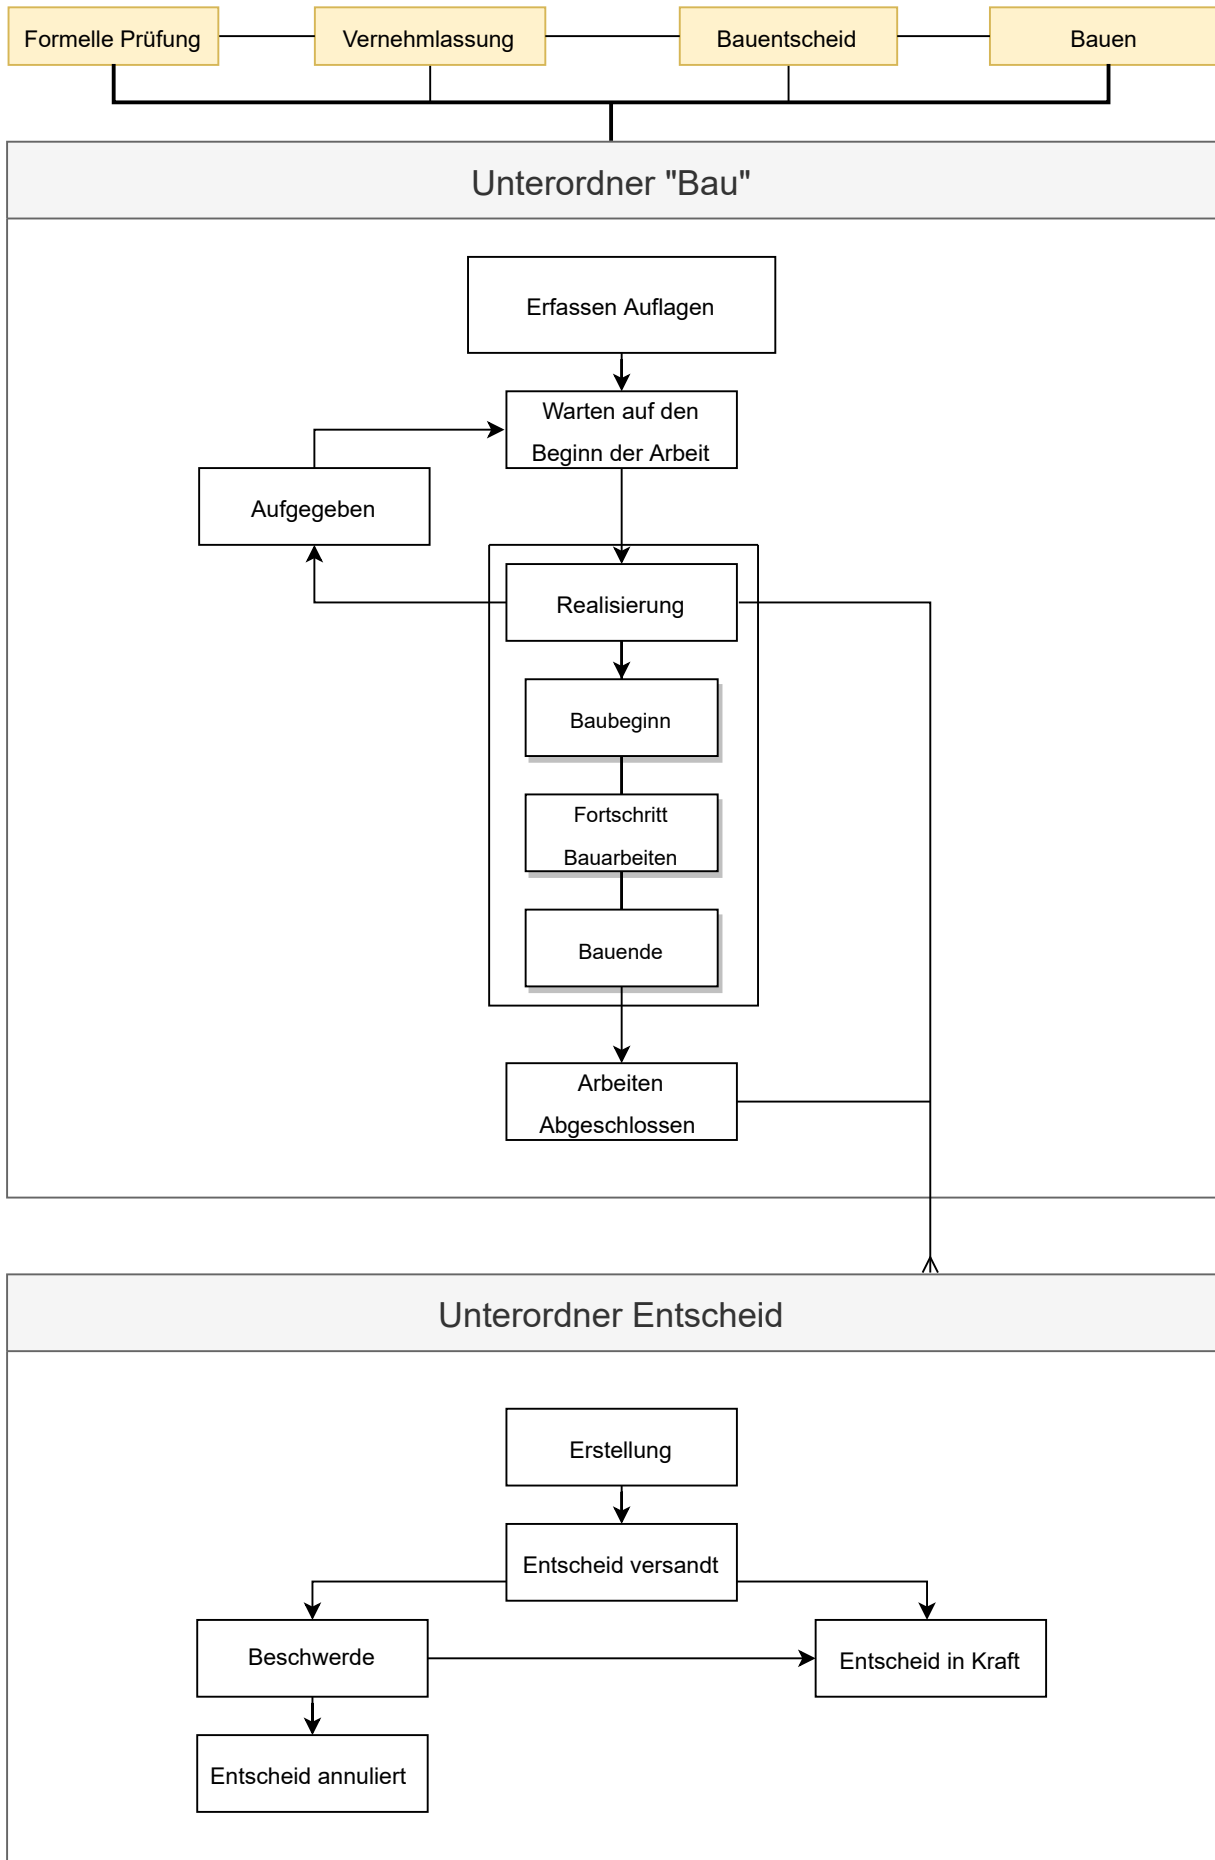 Formelle Prüfung
Vernehmlassung
Bauentscheid
Bauen
Unterordner "Bau"
Erfassen Auflagen
Warten auf den
Beginn der Arbeit
Aufgegeben
Realisierung
Baubeginn
Fortschritt
Bauarbeiten
Bauende
Arbeiten
Abgeschlossen
Unterordner Entscheid
Erstellung
Entscheid versandt
Beschwerde
Entscheid in Kraft
Entscheid annuliert